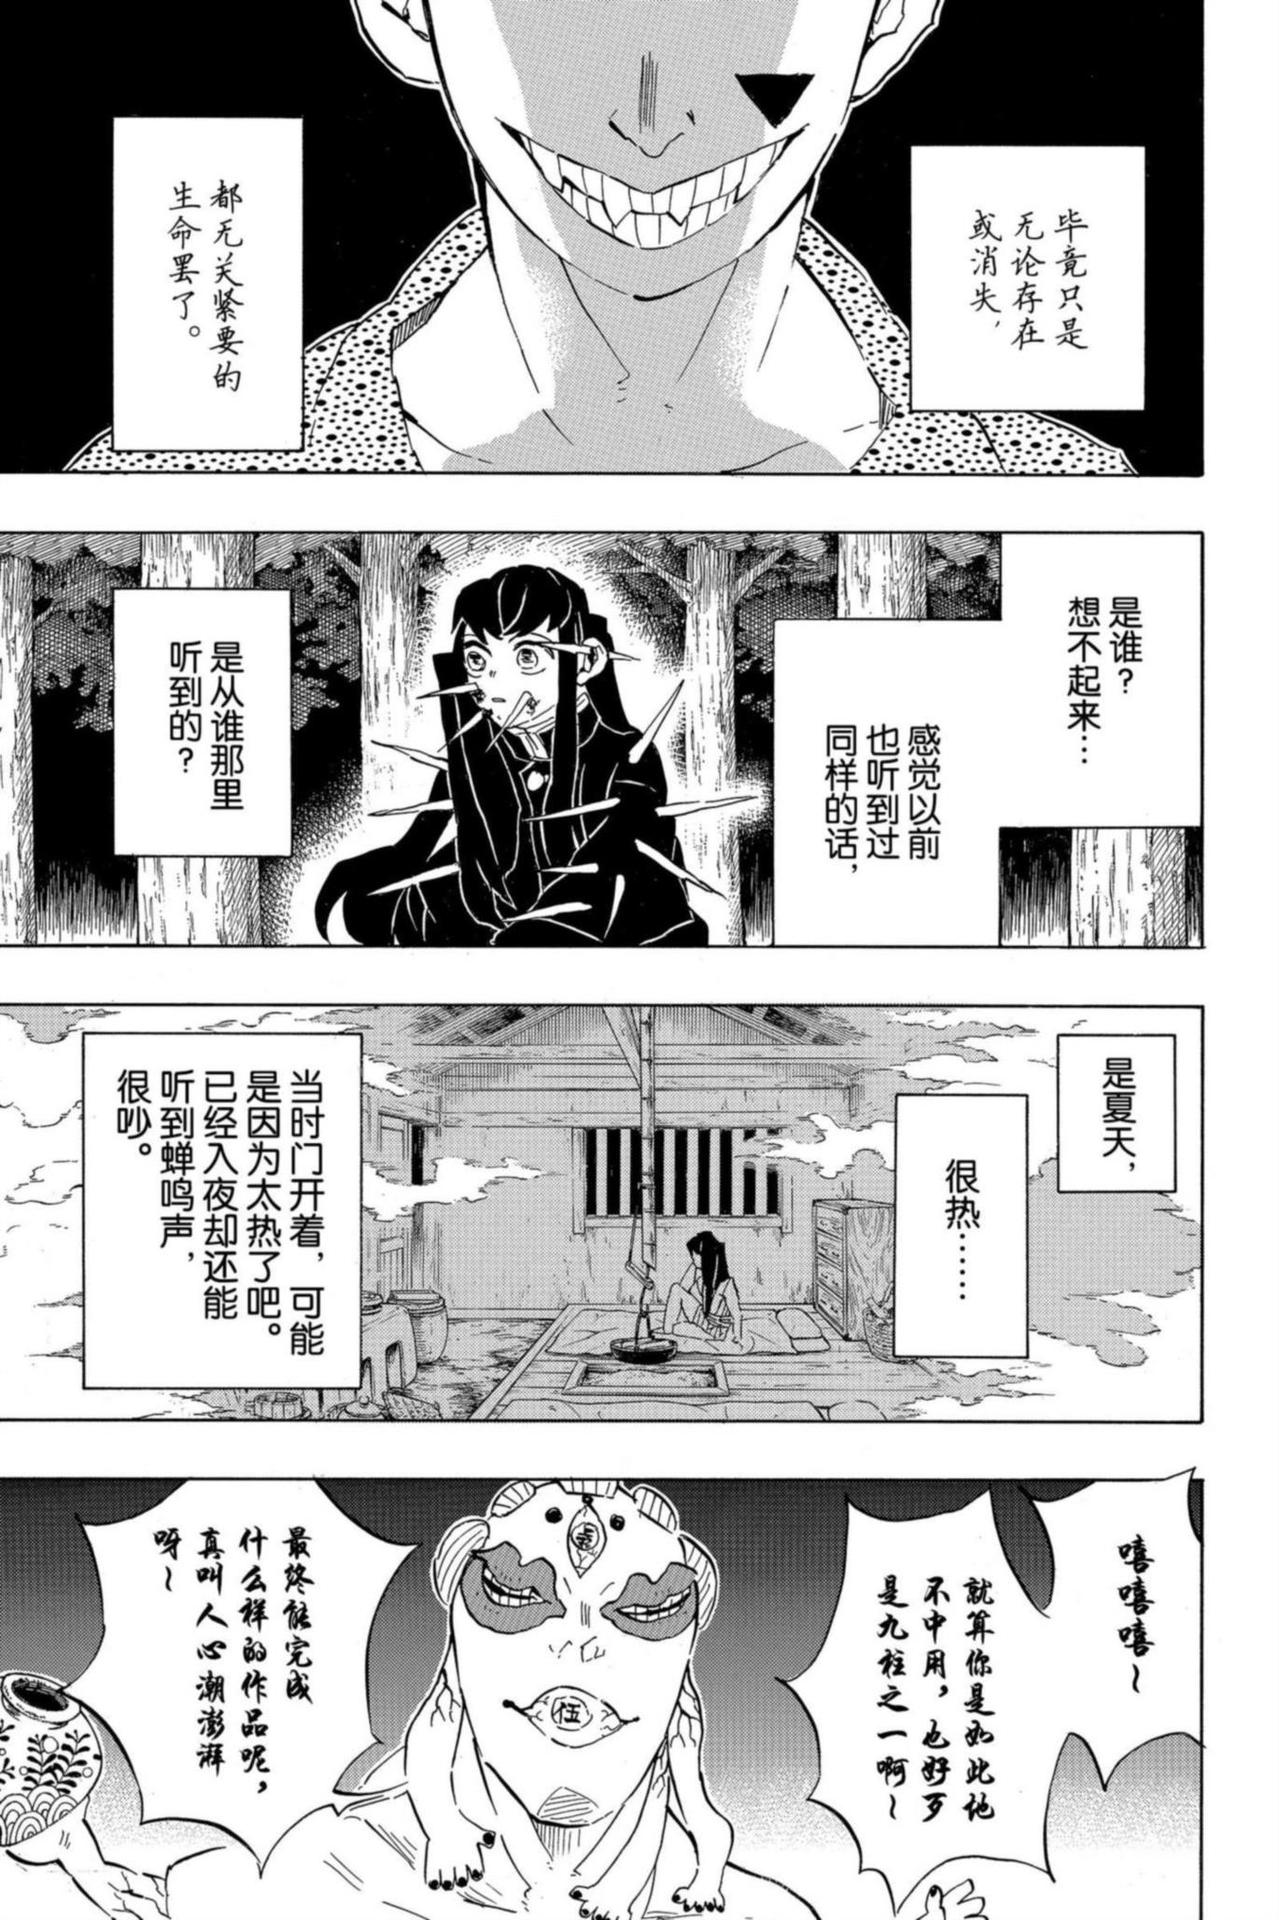 毕竟只是
无论存在
或消失，
都无关紧要的
生命罢了。
是谁？
想不起来…
感觉以前
也听到过
同样的话，
是从谁那里
听到的？
是夏天，
很热……
当时门开着，可能
是因为太热了吧。
已经入夜却还能
听到蝉鸣声，
很吵。
嘻嘻嘻～
就算你是如此地
不中用，也好歹
是九柱之一啊～
最终能完成
什么样的作品呢，
真叫人心潮澎湃
呀～
上弦
伍